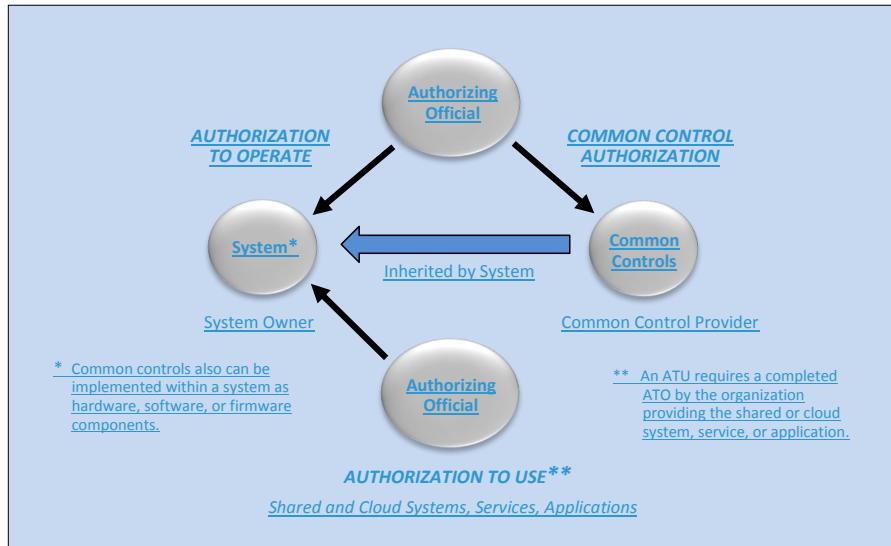 Authorizing
Official
AUTHORIZATION
TO OPERATE
COMMON CONTROL
AUTHORIZATION
System*
Common
Controls
Inherited by System
System Owner
Common Control Provider
* Common controls also can be
implemented within a system as
hardware, software, or firmware
components.
Authorizing
Official
** An ATU requires a completed
ATO by the organization
providing the shared or cloud
system, service, or application.
AUTHORIZATION TO USE**
Shared and Cloud Systems, Services, Applications